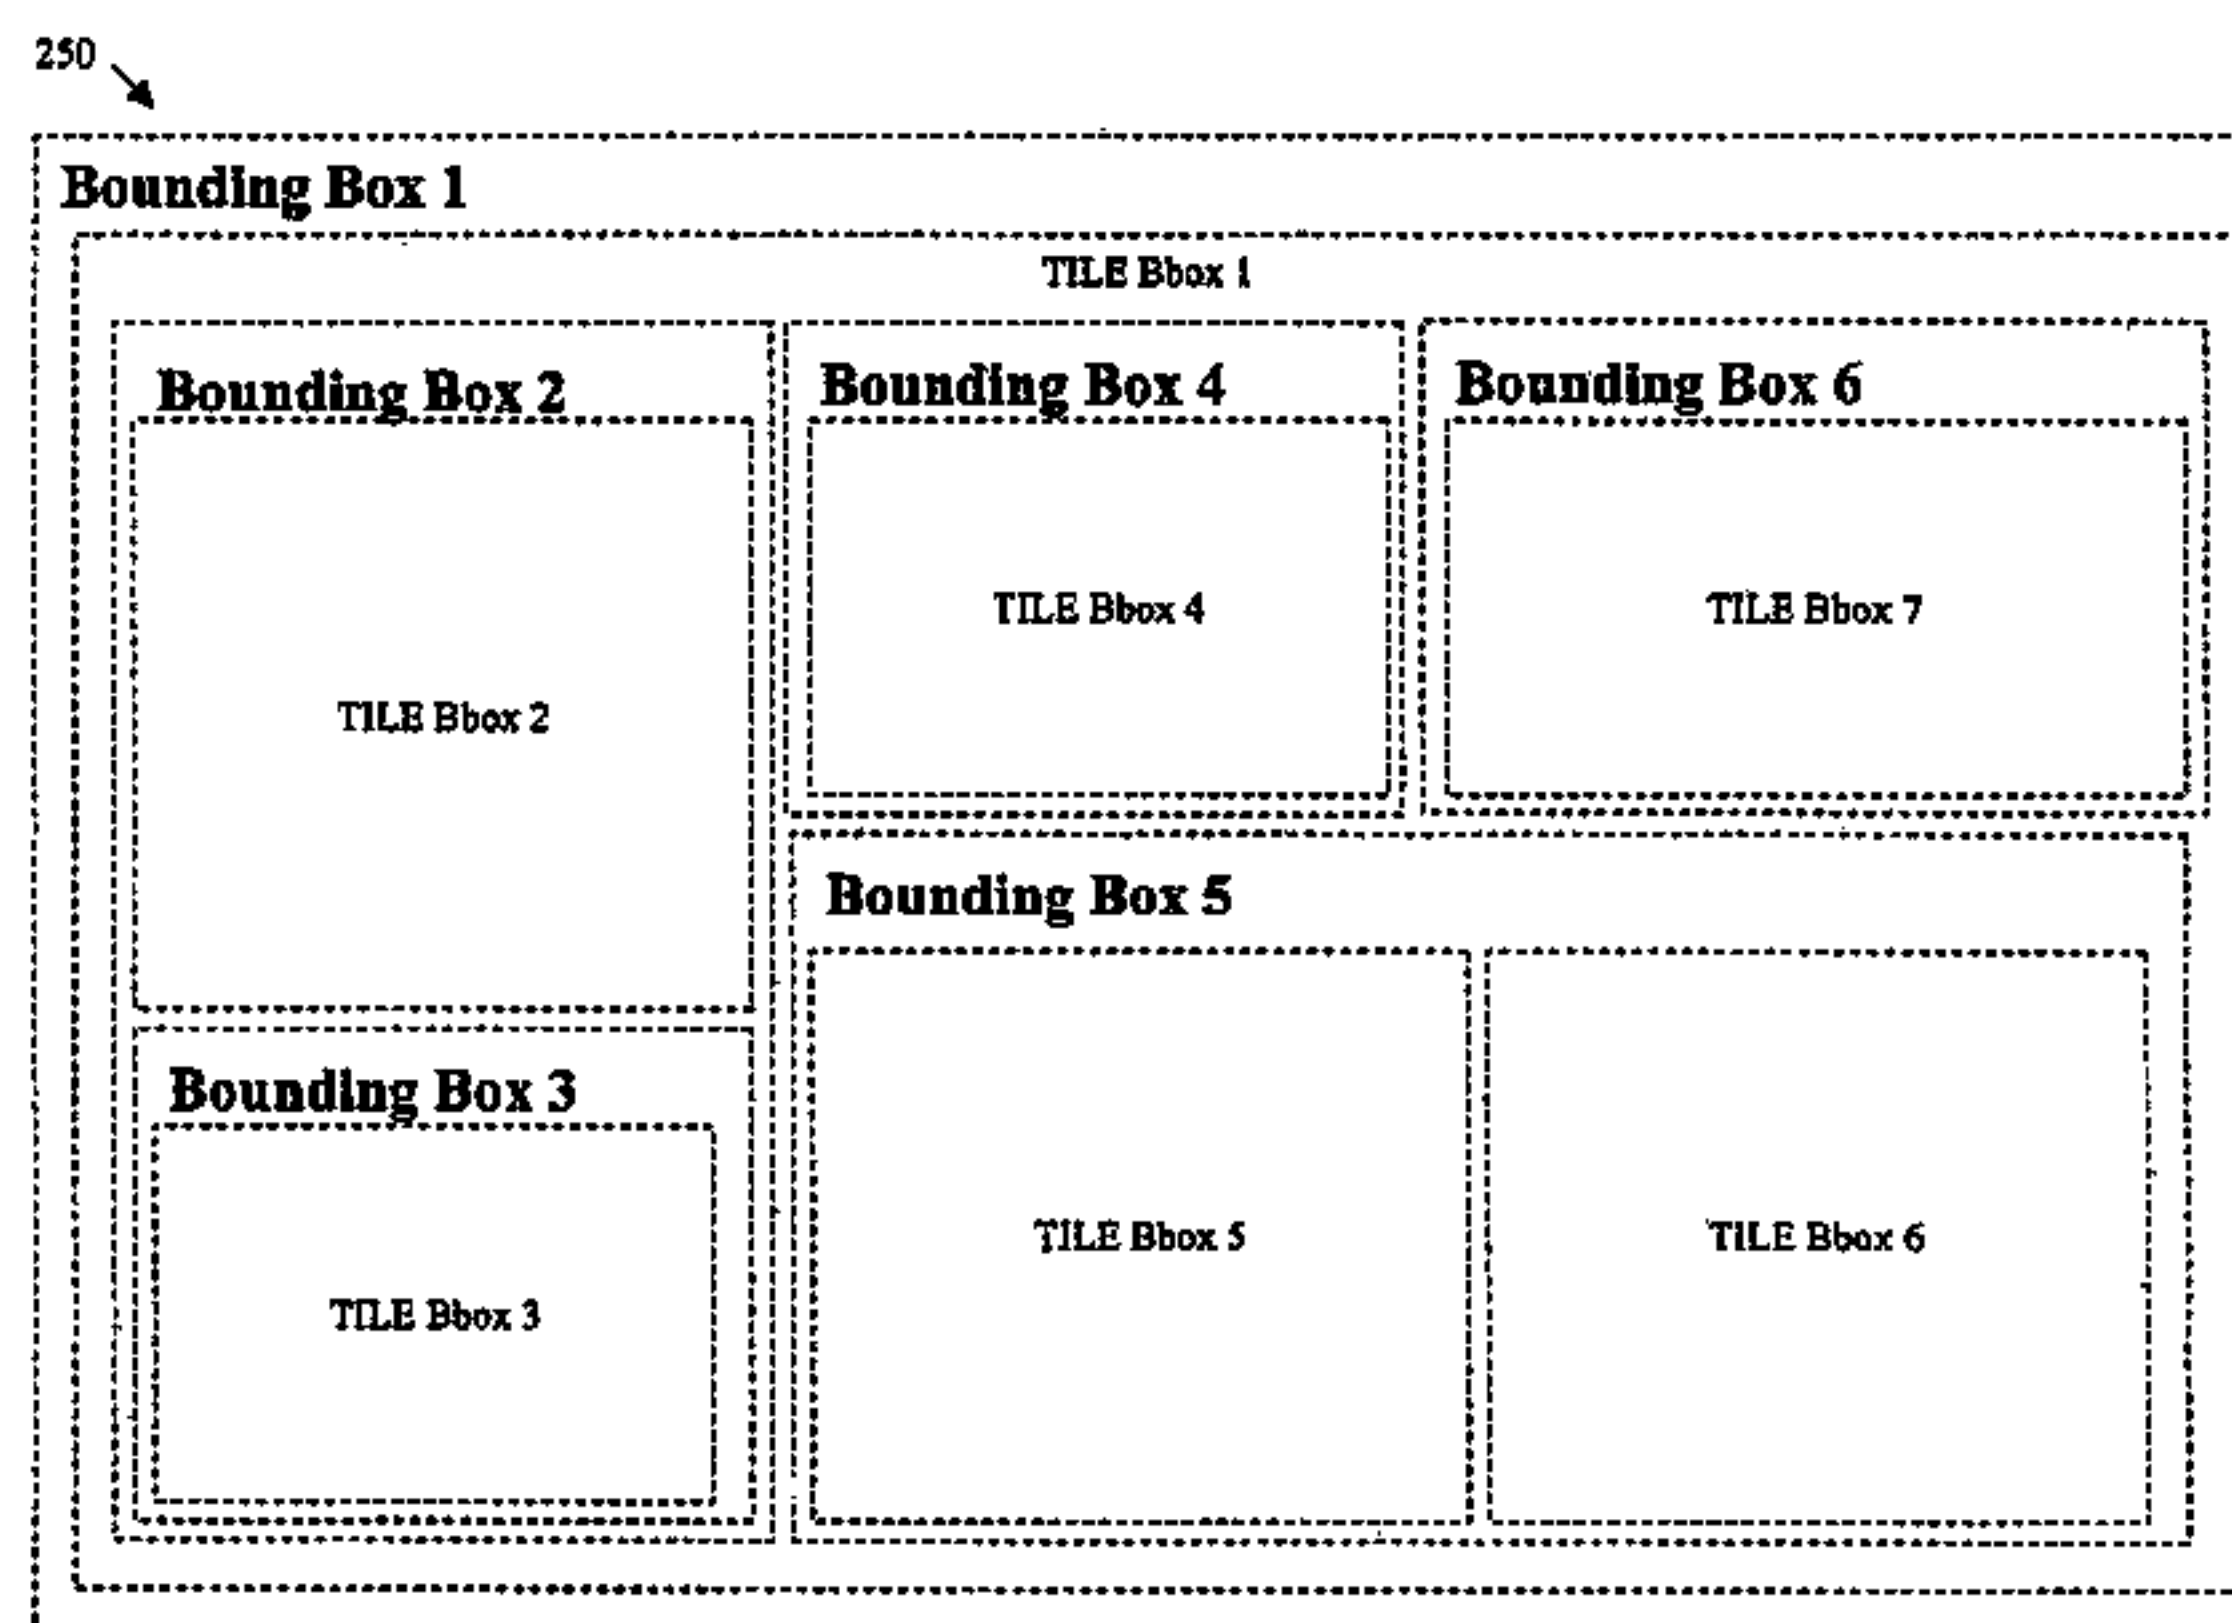 250
Bounding Box 1
TILE Bbox 1
Bounding Box 2
Bounding Box 4
Bounding Box 6
TILE Bbox 4
TILE Bbox 7
TILE Bbox 2
Bounding Box 5
Bounding Box 3
TILE Bbox 5
TILE Bbox 6
TILE Bbox 3